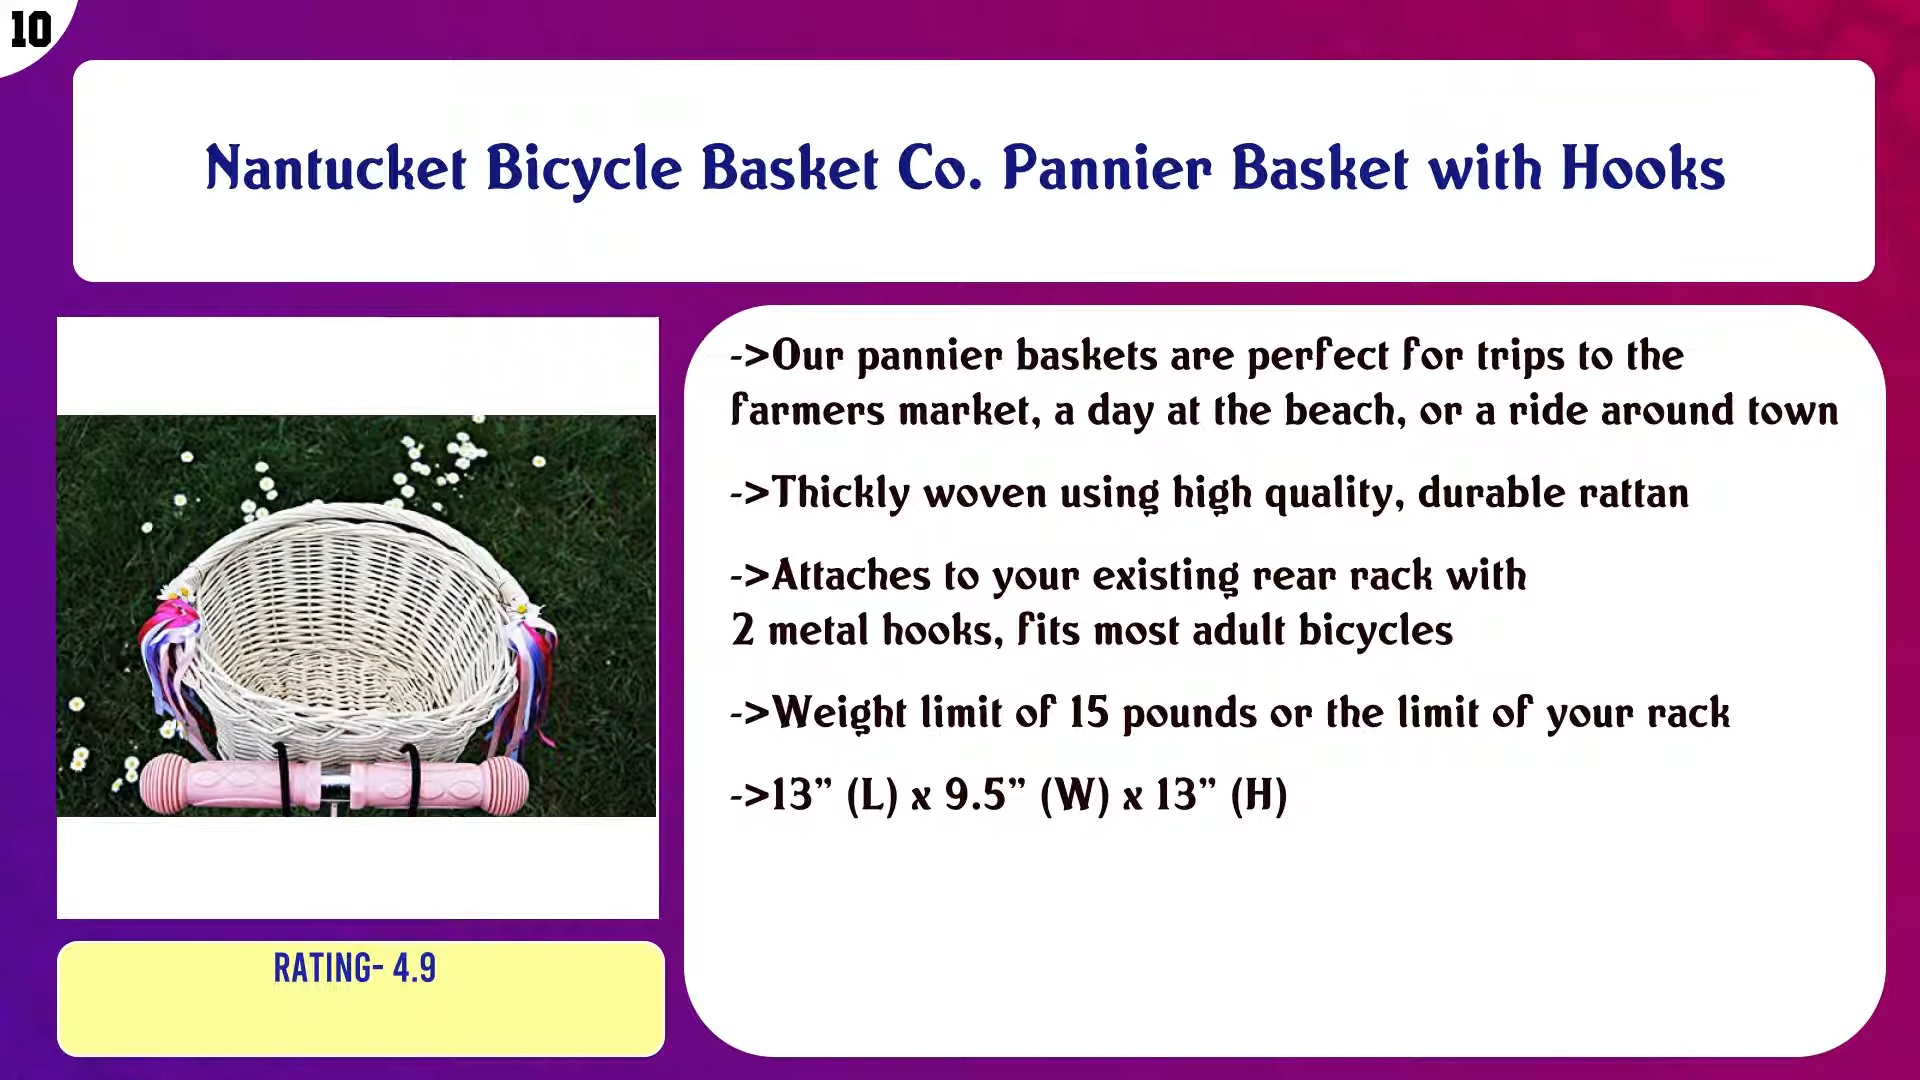 10
Nantucket Bicycle Basket Co. Pannier Basket with Hooks
->Our pannier baskets are perfect for trips to the
farmers market, a day at the beach, or a ride around town
->Thickly woven using high quality, durable rattan
->Attaches to your existing rear rack with
2 metal hooks, fits most adult bicycles
->Weight limit of 15 pounds or the limit of your rack
->13” (L) x 9.5” (W) x 13” (H)
RATING- 4.9